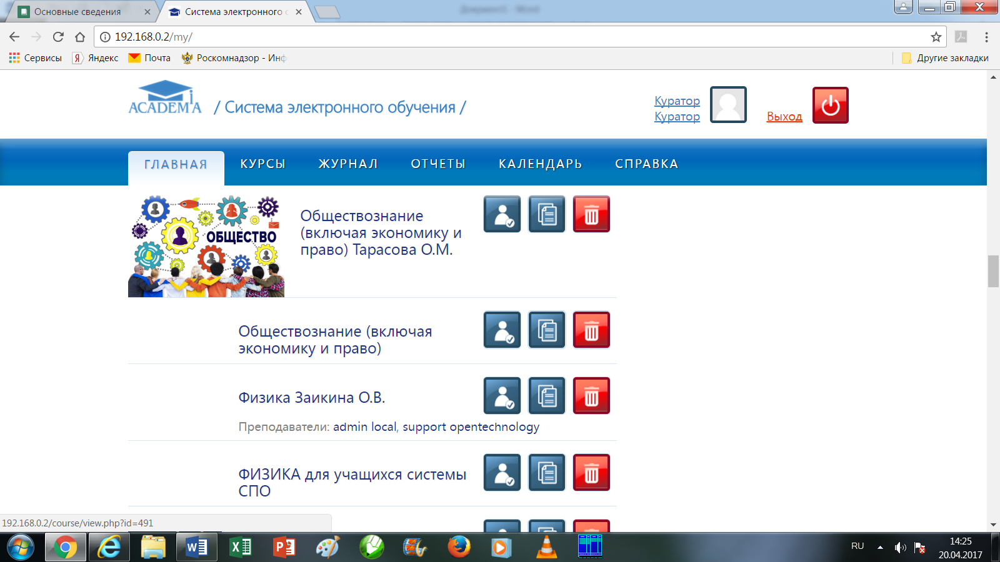 Основные сведения
Система электронного о
Документ1 - Word
192.168.0.2/my/
Сервисы
Яндекс
Почта
Роскомнадзор - Инф
Другие закладки
ACADEMIA
/ Система электронного обучения /
Куратор
Куратор
Выход
ГЛАВНАЯ
КУРСЫ
ЖУРНАЛ
ОТЧЕТЫ
КАЛЕНДАРЬ
СПРАВКА
ОБЩЕСТВО
Обществознание
(включая экономику и
право) Тарасова О.М.
Обществознание (включая
экономику и право)
Физика Заикина О.В.
Преподаватели: admin local, support opentechnology
ФИЗИКА для учащихся системы
СПО
192.168.0.2/course/view.php?id=491
RU
14:25
20.04.2017